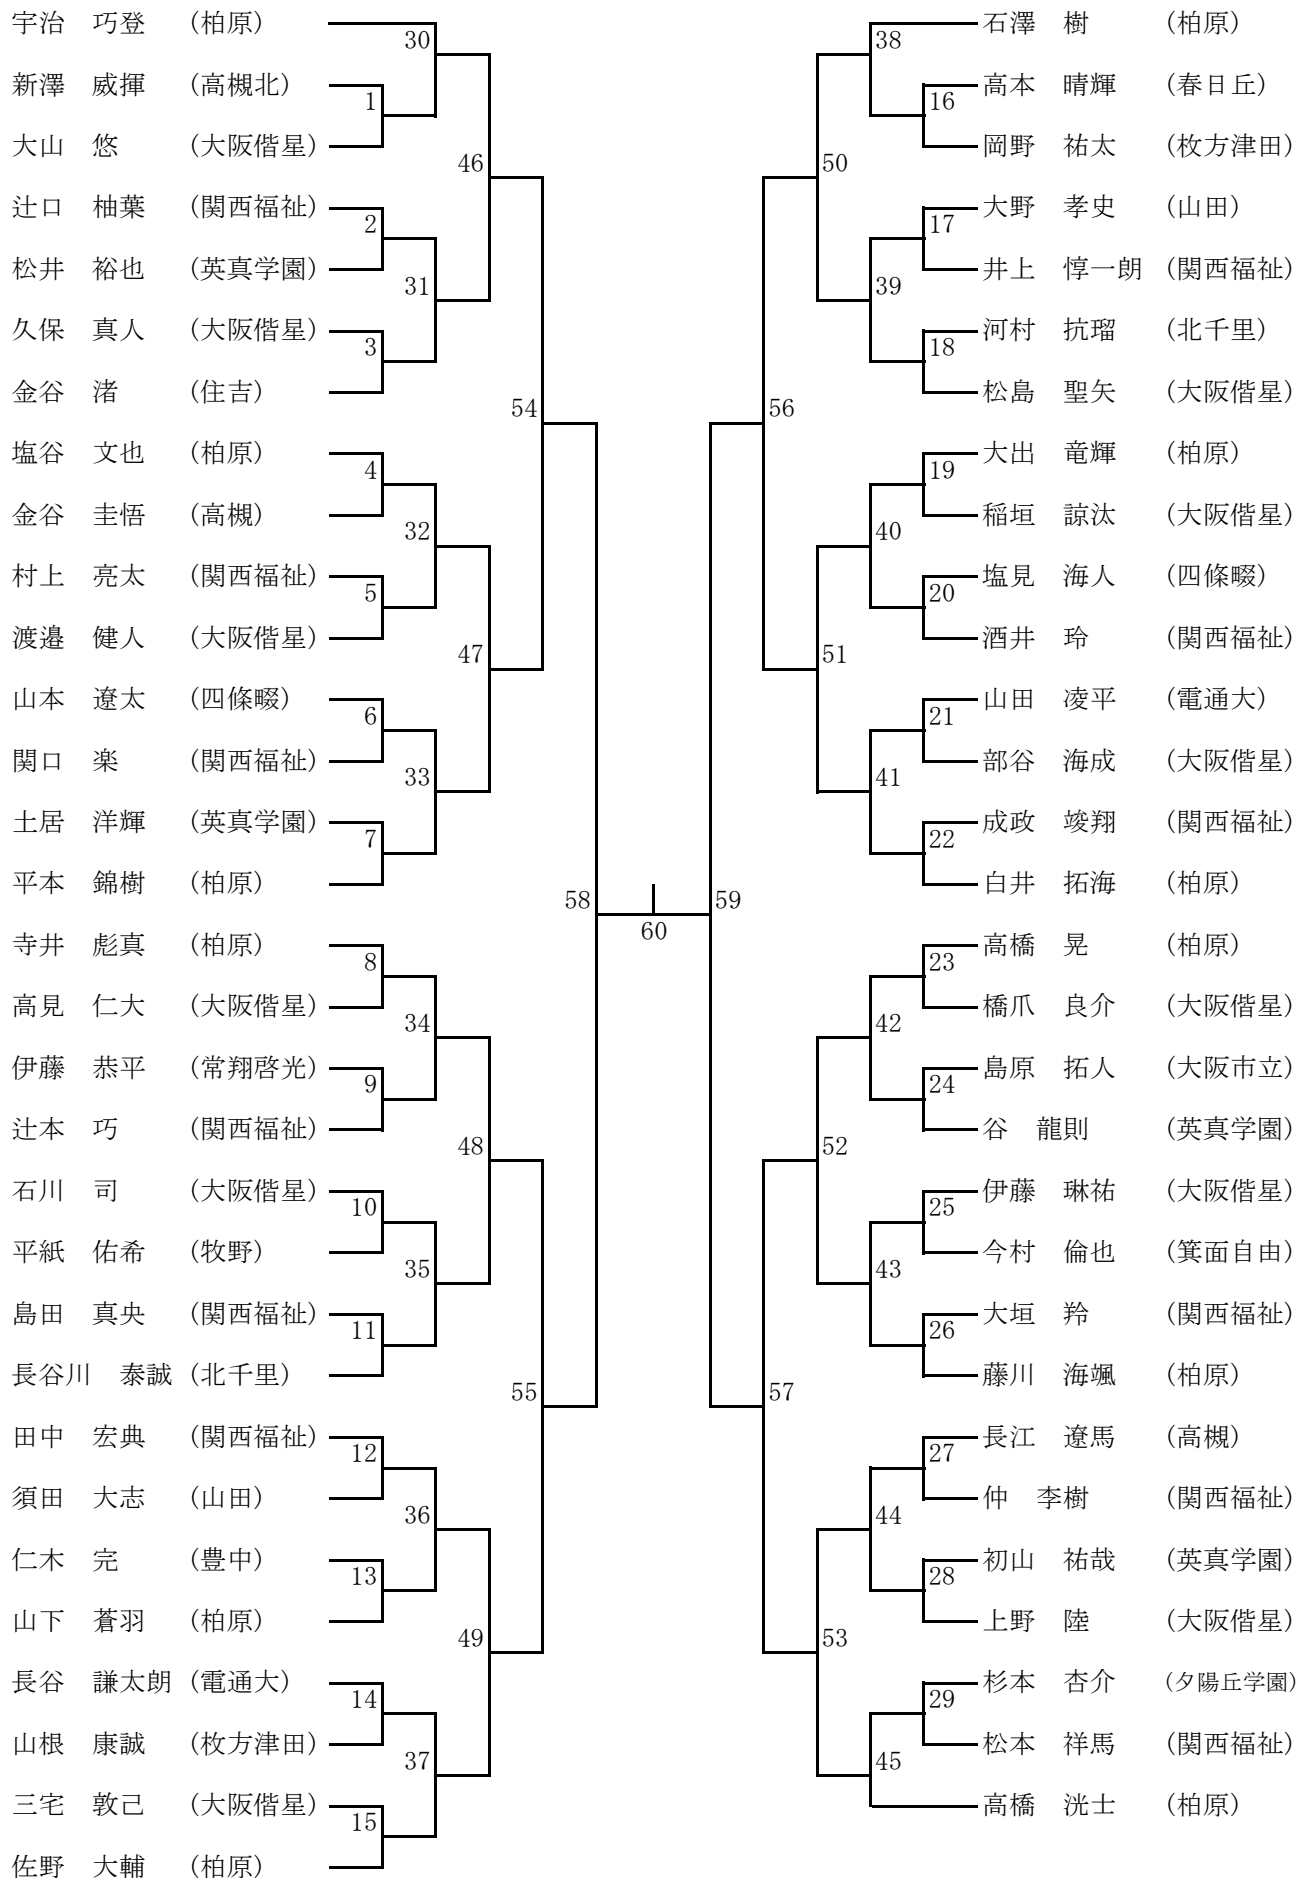 宇治　巧登　(柏原)
30
新澤　威揮　(高槻北)
1
大山　悠　(大阪偕星)
46
辻口　柚葉　(関西福祉)
2
松井　裕也　(英真学園)
31
久保　真人　(大阪偕星)
3
金谷　渚　(住吉)
54
塩谷　文也　(柏原)
4
金谷　圭悟　(高槻)
32
村上　亮太　(関西福祉)
5
渡邉　健人　(大阪偕星)
47
山本　遼太　(四條畷)
6
関口　楽　(関西福祉)
33
土居　洋輝　(英真学園)
7
平本　錦樹　(柏原)
58
寺井　彪真　(柏原)
8
高見　仁大　(大阪偕星)
34
伊藤　恭平　(常翔啓光)
9
辻本　巧　(関西福祉)
48
石川　司　(大阪偕星)
10
平紙　佑希　(牧野)
35
島田　真央　(関西福祉)
11
長谷川　泰誠　(北千里)
55
田中　宏典　(関西福祉)
12
須田　大志　(山田)
36
仁木　完　(豊中)
13
山下　蒼羽　(柏原)
49
長谷　謙太朗　(電通大)
14
山根　康誠　(枚方津田)
37
三宅　敦己　(大阪偕星)
15
佐野　大輔　(柏原)
60
石澤　樹　(柏原)
38
高本　晴輝　(春日丘)
16
岡野　祐太　(枚方津田)
50
大野　孝史　(山田)
17
井上　惇一朗　(関西福祉)
39
河村　抗瑠　(北千里)
18
松島　聖矢　(大阪偕星)
56
大出　竜輝　(柏原)
19
稲垣　諒汰　(大阪偕星)
40
塩見　海人　(四條畷)
20
酒井　玲　(関西福祉)
51
山田　凌平　(電通大)
21
部谷　海成　(大阪偕星)
41
成政　竣翔　(関西福祉)
22
白井　拓海　(柏原)
59
高橋　晃　(柏原)
23
橋爪　良介　(大阪偕星)
42
島原　拓人　(大阪市立)
24
谷　龍則　(英真学園)
52
伊藤　琳祐　(大阪偕星)
25
今村　倫也　(箕面自由)
43
大垣　羚　(関西福祉)
26
藤川　海颯　(柏原)
57
長江　遼馬　(高槻)
27
仲　李樹　(関西福祉)
44
初山　祐哉　(英真学園)
28
上野　陸　(大阪偕星)
53
杉本　杏介　(夕陽丘学園)
29
松本　祥馬　(関西福祉)
45
高橋　洸士　(柏原)